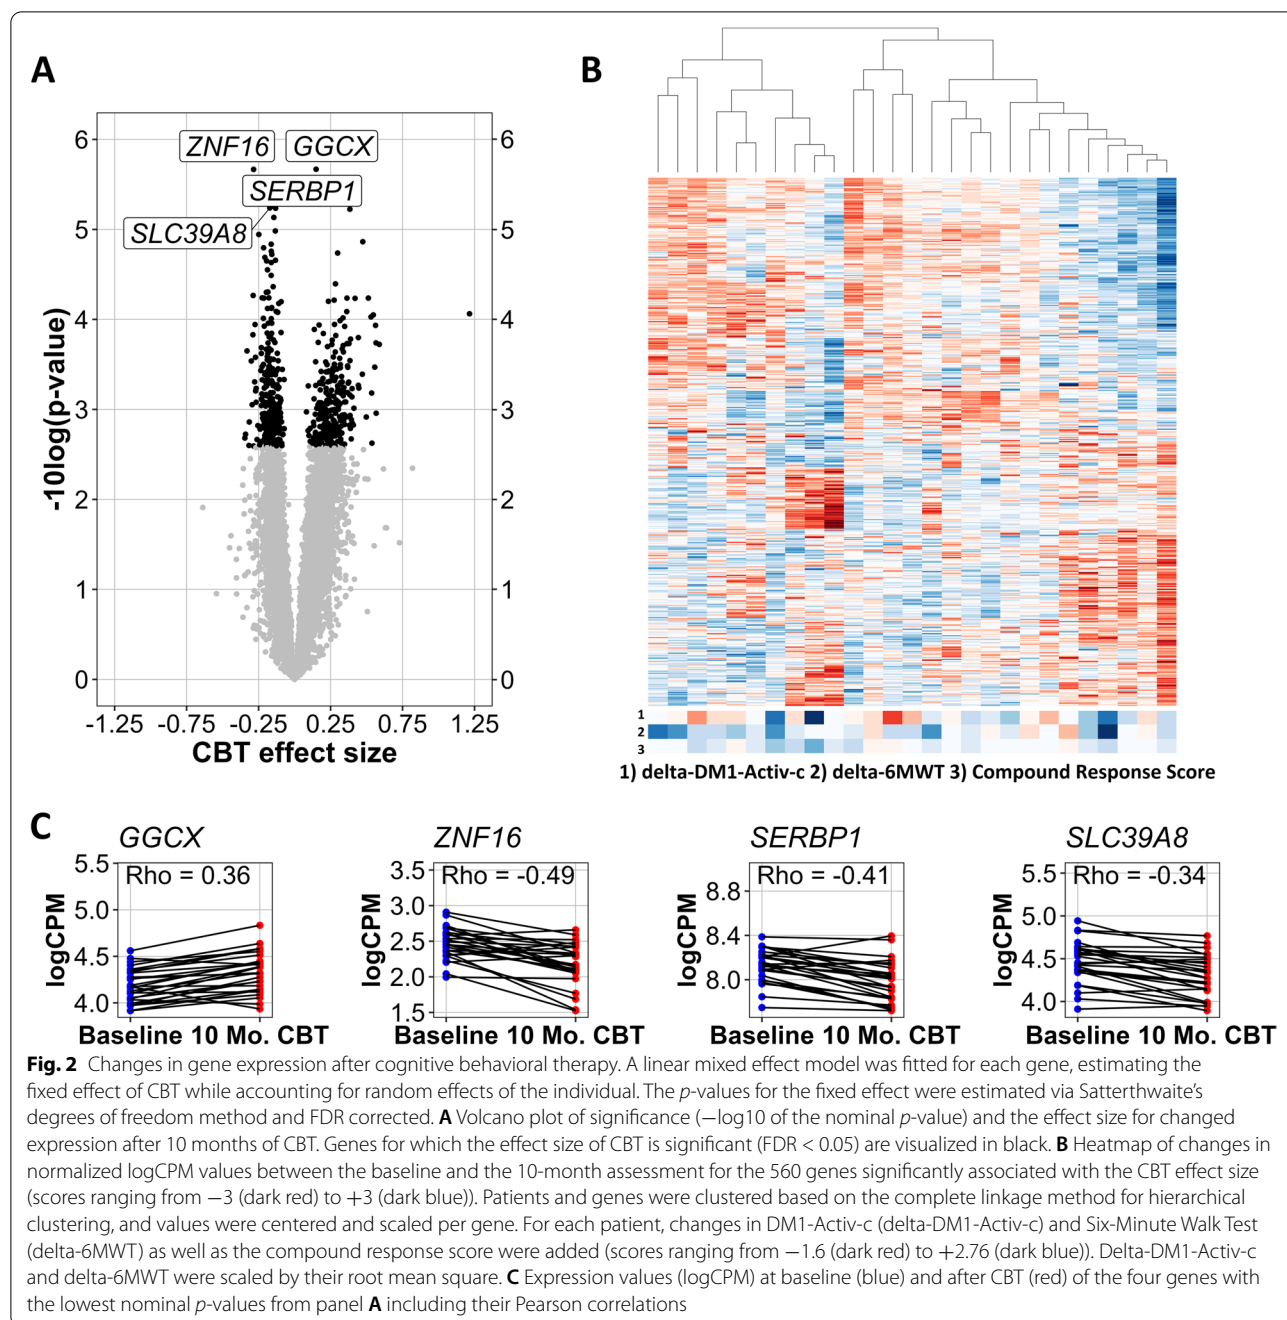 A
B
ZNF16 GGCX
SERBP1
SLC39A8
6 6
5 5
4 4
3 3
2 2
1 1
0 0
-10log(p-value)
-1.25 -0.75 -0.25 0.25 0.75 1.25
CBT effect size
1
2
3
1) delta-DM1-Activ-c 2) delta-6MWT 3) Compound Response Score
C
GGCX
Rho = 0.36
logCPM
5.5
5.0
4.5
4.0
Baseline 10 Mo. CBT
ZNF16
Rho = -0.49
logCPM
3.5
3.0
2.5
2.0
1.5
Baseline 10 Mo. CBT
SERBP1
Rho = -0.41
logCPM
8.8
8.4
8.0
Baseline 10 Mo. CBT
SLC39A8
Rho = -0.34
logCPM
5.5
5.0
4.5
4.0
Baseline 10 Mo. CBT
Fig. 2 Changes in gene expression after cognitive behavioral therapy. A linear mixed effect model was fitted for each gene, estimating the
fixed effect of CBT while accounting for random effects of the individual. The p-values for the fixed effect were estimated via Satterthwaite's
degrees of freedom method and FDR corrected. A Volcano plot of significance (−log10 of the nominal p-value) and the effect size for changed
expression after 10 months of CBT. Genes for which the effect size of CBT is significant (FDR < 0.05) are visualized in black. B Heatmap of changes in
normalized logCPM values between the baseline and the 10-month assessment for the 560 genes significantly associated with the CBT effect size
(scores ranging from −3 (dark red) to +3 (dark blue)). Patients and genes were clustered based on the complete linkage method for hierarchical
clustering, and values were centered and scaled per gene. For each patient, changes in DM1-Activ-c (delta-DM1-Activ-c) and Six-Minute Walk Test
(delta-6MWT) as well as the compound response score were added (scores ranging from −1.6 (dark red) to +2.76 (dark blue)). Delta-DM1-Activ-c
and delta-6MWT were scaled by their root mean square. C Expression values (logCPM) at baseline (blue) and after CBT (red) of the four genes with
the lowest nominal p-values from panel A including their Pearson correlations